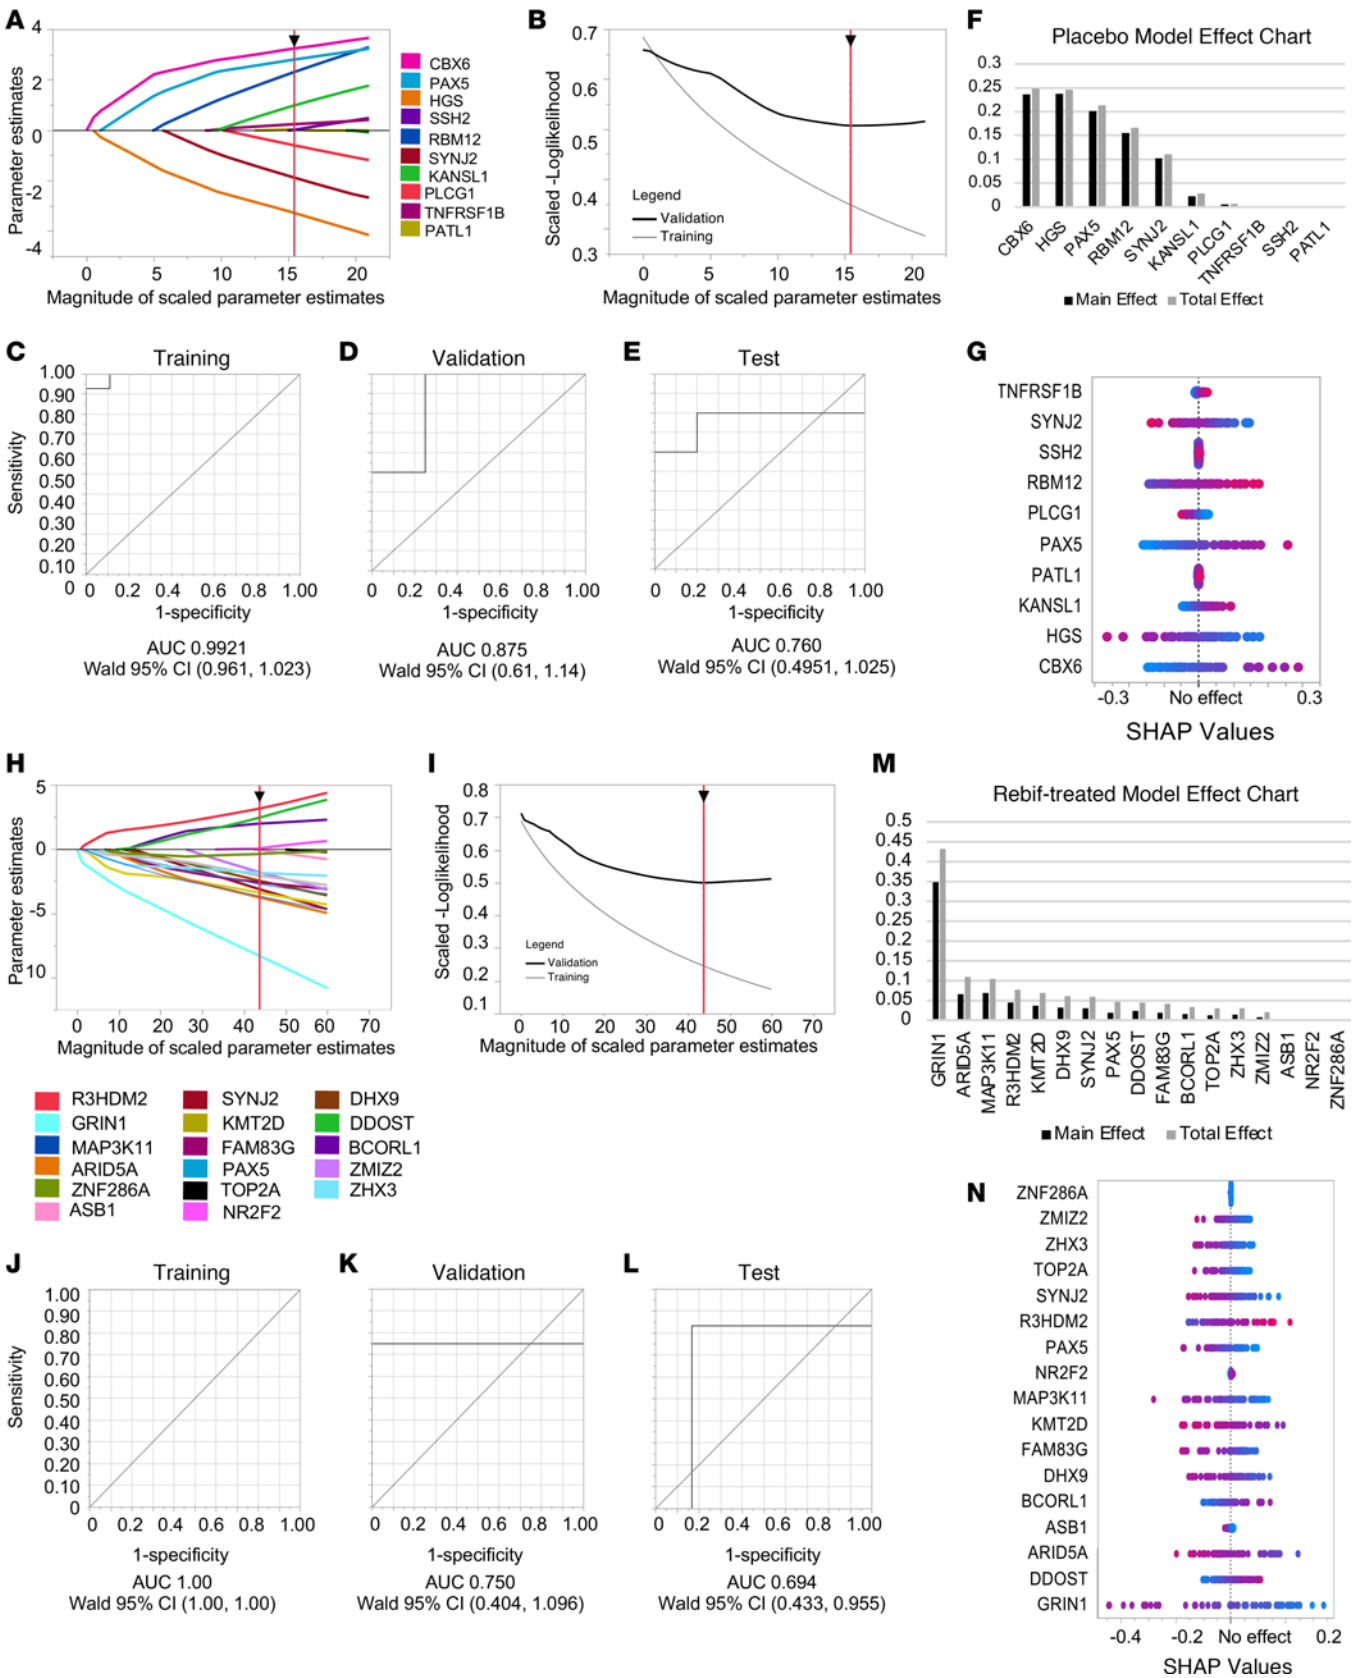 A
4
2
0
-2
-4
Parameter estimates
0 5 10 15 20
Magnitude of scaled parameter estimates
CBX6
PAX5
HGS
SSH2
RBM12
SYNJ2
KANSL1
PLCG1
TNFRSF1B
PATL1
B
0.7
0.6
0.5
0.4
0.3
Scaled -Loglikelihood
Legend
Validation
Training
0 5 10 15 20
Magnitude of scaled parameter estimates
F
Placebo Model Effect Chart
0.3
0.25
0.2
0.15
0.1
0.05
0
CBX6 HGS PAX5 RBM12 SYNJ2 KANSL1 PLCG1 TNFRSF1B SSH2 PATL1
Main Effect Total Effect
C
Training
1.00
0.90
0.80
0.70
0.60
0.50
0.40
0.30
0.20
0.10
0
Sensitivity
0 0.2 0.4 0.6 0.8 1.00
1-specificity
AUC 0.9921
Wald 95% CI (0.961, 1.023)
D
Validation
0 0.2 0.4 0.6 0.8 1.00
1-specificity
AUC 0.875
Wald 95% CI (0.61, 1.14)
E
Test
0 0.2 0.4 0.6 0.8 1.00
1-specificity
AUC 0.760
Wald 95% CI (0.4951, 1.025)
G
TNFRSF1B
SYNJ2
SSH2
RBM12
PLCG1
PAX5
PATL1
KANSL1
HGS
CBX6
-0.3 No effect 0.3
SHAP Values
H
5
0
-5
10
Parameter estimates
0 10 20 30 40 50 60 70
Magnitude of scaled parameter estimates
R3HDM2
GRIN1
MAP3K11
ARID5A
ZNF286A
ASB1
SYNJ2
KMT2D
FAM83G
PAX5
TOP2A
NR2F2
DHX9
DDOST
BCORL1
ZMIZ2
ZHX3
I
0.8
0.7
0.6
0.5
0.4
0.3
0.2
0.1
Scaled -Loglikelihood
Legend
Validation
Training
0 10 20 30 40 50 60 70
Magnitude of scaled parameter estimates
M
Rebif-treated Model Effect Chart
0.5
0.45
0.4
0.35
0.3
0.25
0.2
0.15
0.1
0.05
0
GRIN1 ARID5A MAP3K11 R3HDM2 KMT2D DHX9 SYNJ2 PAX5 DDOST FAM83G BCORL1 TOP2A ZHX3 ZMIZ2 ASB1 NR2F2 ZNF286A
Main Effect Total Effect
J
Training
1.00
0.90
0.80
0.70
0.60
0.50
0.40
0.30
0.20
0.10
0
Sensitivity
0 0.2 0.4 0.6 0.8 1.00
1-specificity
AUC 1.00
Wald 95% CI (1.00, 1.00)
K
Validation
0 0.2 0.4 0.6 0.8 1.00
1-specificity
AUC 0.750
Wald 95% CI (0.404, 1.096)
L
Test
0 0.2 0.4 0.6 0.8 1.00
1-specificity
AUC 0.694
Wald 95% CI (0.433, 0.955)
N
ZNF286A
ZMIZ2
ZHX3
TOP2A
SYNJ2
R3HDM2
PAX5
NR2F2
MAP3K11
KMT2D
FAM83G
DHX9
BCORL1
ASB1
ARID5A
DDOST
GRIN1
-0.4 -0.2 No effect 0.2
SHAP Values